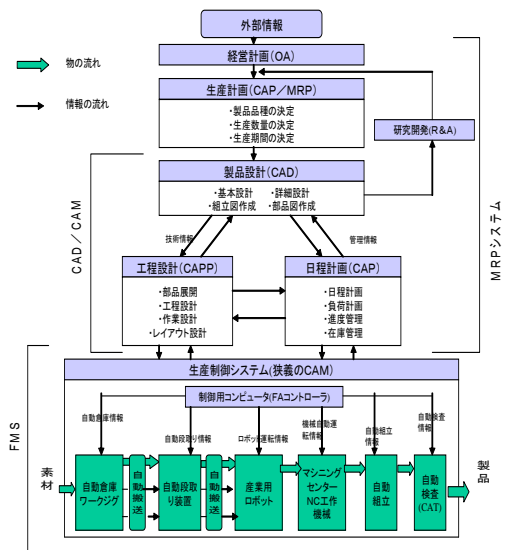 外部情報
経営計画(OA)
物の流れ
生産計画(CAP／MRP)
・製品品種の決定
・生産数量の決定
・生産期間の決定
情報の流れ
研究開発(R&A)
製品設計(CAD)
・基本設計　・詳細設計
・組立図作成　・部品図作成
CAD／CAM
MRPシステム
技術情報
管理情報
工程設計(CAPP)
・部品展開
・工程設計
・作業設計
・レイアウト設計
日程計画(CAP)
・日程計画
・負荷計画
・進度管理
・在庫管理
生産制御システム(狭義のCAM)
制御用コンピュータ(FAコントローラ)
FMS
自動倉庫情報
自動段取り情報
ロボット運転情報
機械自動運
転情報
自動組立
情報
自動検査
情報
素材
自動倉庫
ワークジグ
自動搬送
自動段取
り装置
自動搬送
産業用
ロボット
マシニング
センター
NC工作
機械
自動
組立
自動
検査
(CAT)
製品